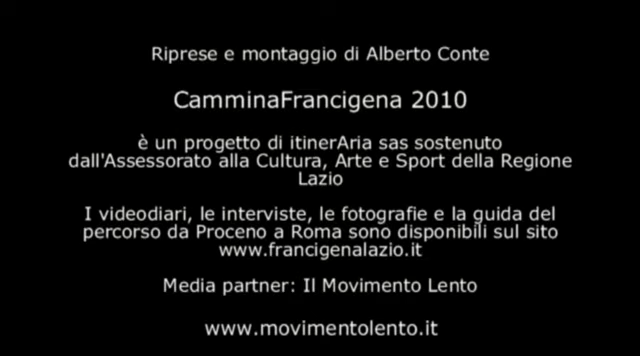 Riprese e montaggio di Alberto Conte
CamminaFrancigena 2010
è un progetto di itinerAria sas sostenuto
dall'Assessorato alla Cultura, Arte e Sport della Regione
Lazio
I videodiari, le interviste, le fotografie e la guida del
percorso da Proceno a Roma sono disponibili sul sito
www.francigenalazio.it
Media partner: Il Movimento Lento
www.movimentolento.it